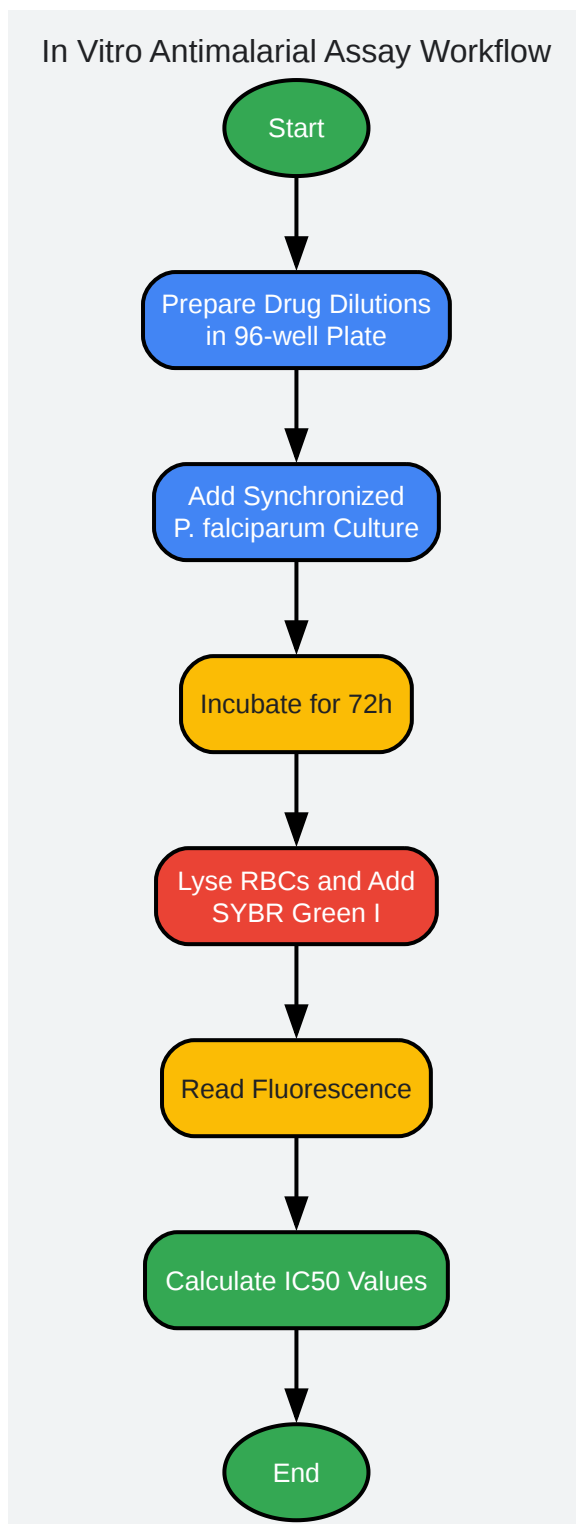 In Vitro Antimalarial Assay Workflow
Start
Prepare Drug Dilutions
in 96-well Plate
Add Synchronized
P. falciparum Culture
Incubate for 72h
Lyse RBCs and Add
SYBR Green I
Read Fluorescence
Calculate IC50 Values
End